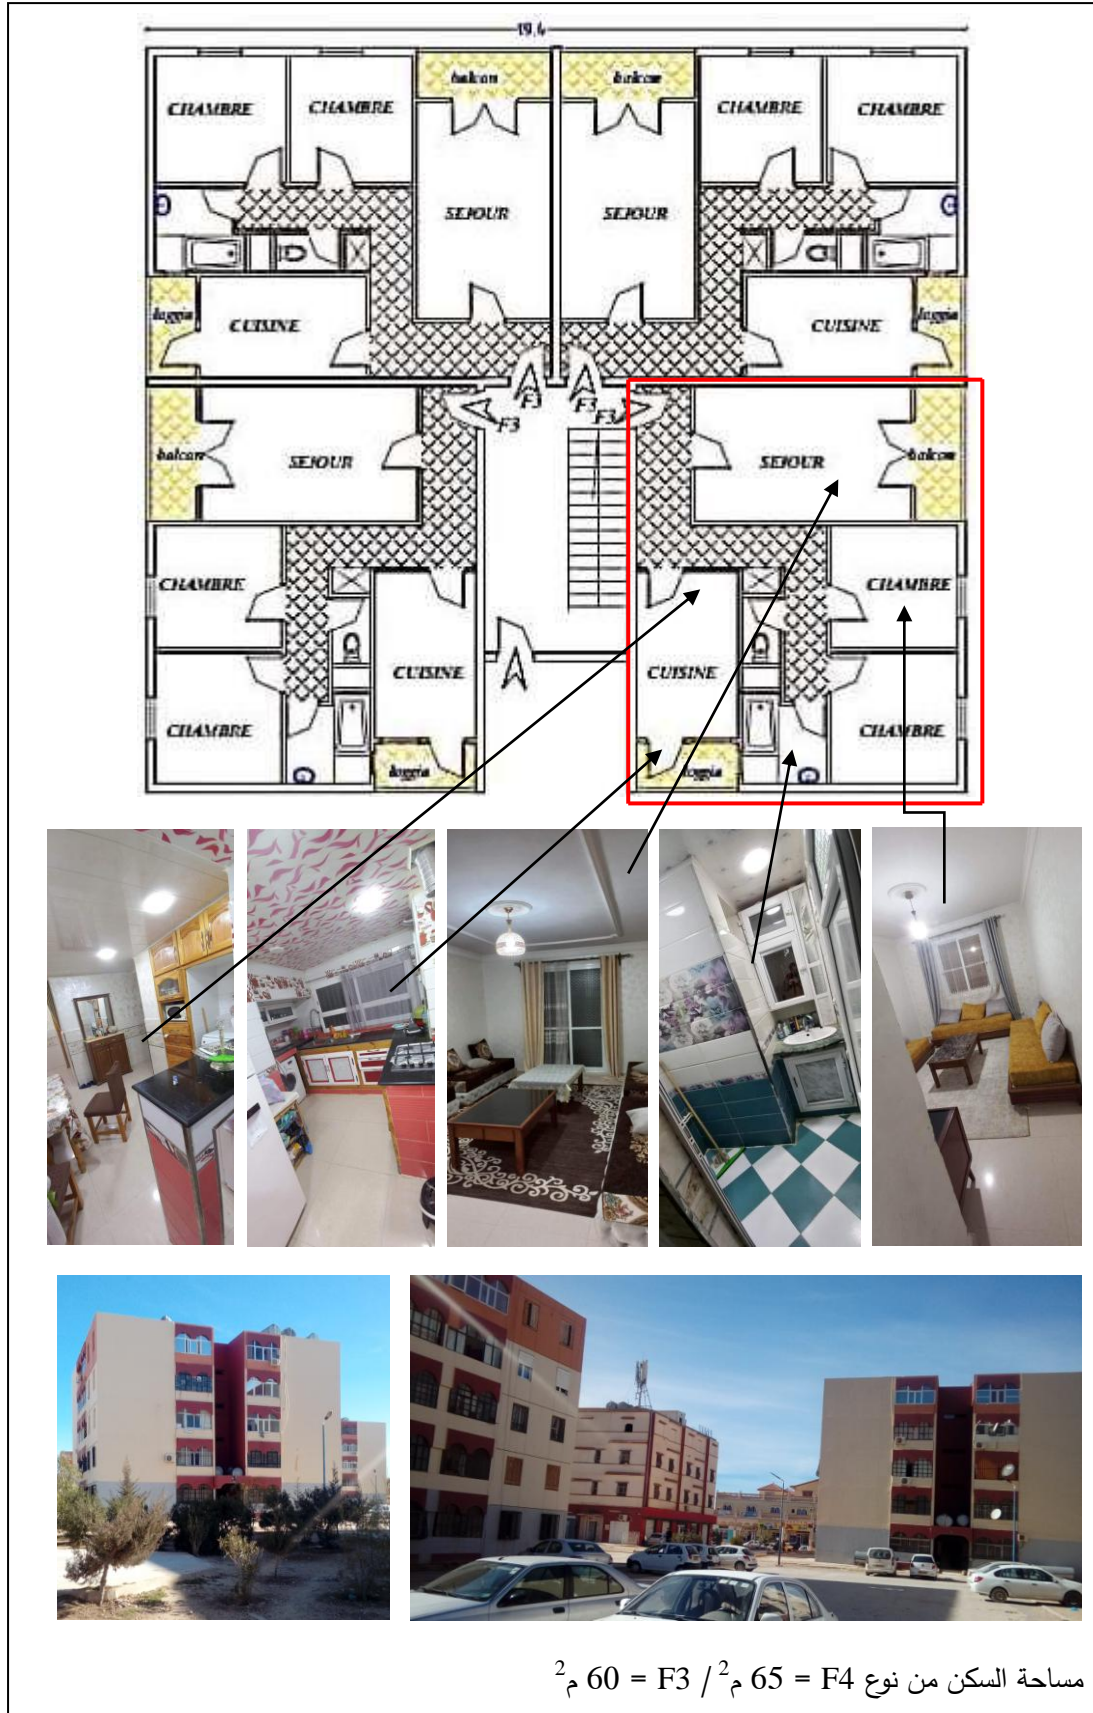 19,4
balcon balcon
CHAMBRE CHAMBRE CHAMBRE CHAMBRE
SEJOUR SEJOUR
loggia CUISINE CUISINE loggia
F3 F3
F3 F3
balcon SEJOUR SEJOUR balcon
CHAMBRE CHAMBRE
CUISINE CUISINE
CHAMBRE CHAMBRE
loggia loggia
مساحة السكن من نوع F4 = 65 م² / F3 = 60 م²